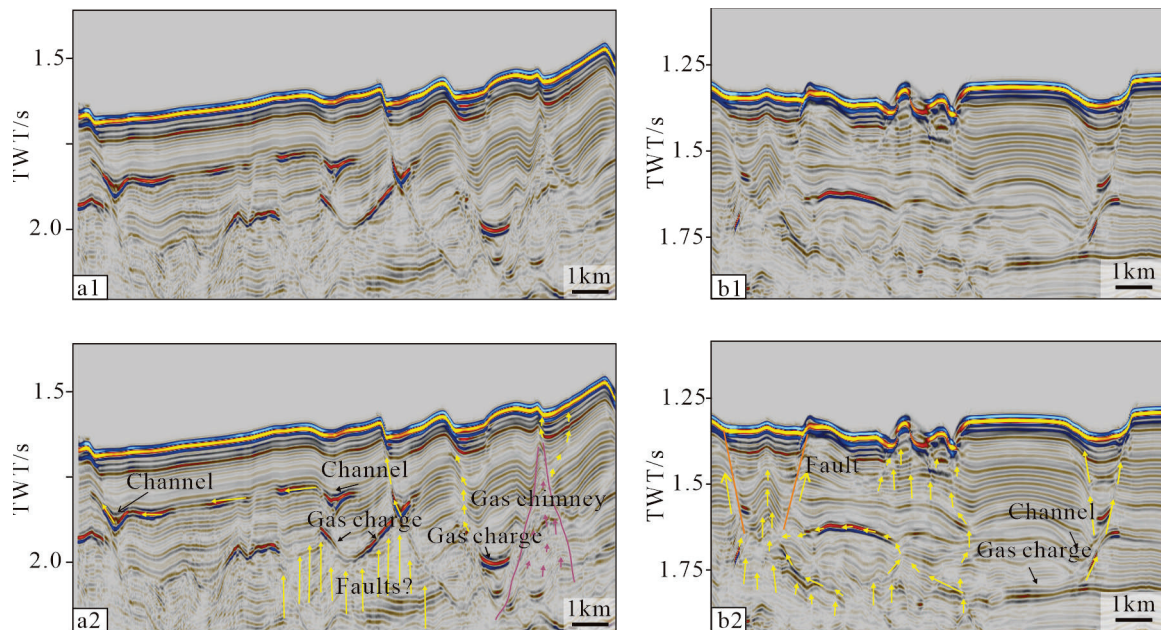 1.5
2.0
TWT/s
a1
1km
1.25
1.5
1.75
TWT/s
b1
1km
1.5
2.0
TWT/s
Channel
Channel
Gas charge
Faults?
Gas chimney
Gas charge
a2
1km
1.25
1.5
1.75
TWT/s
Fault
Channel
Gas charge
b2
1km